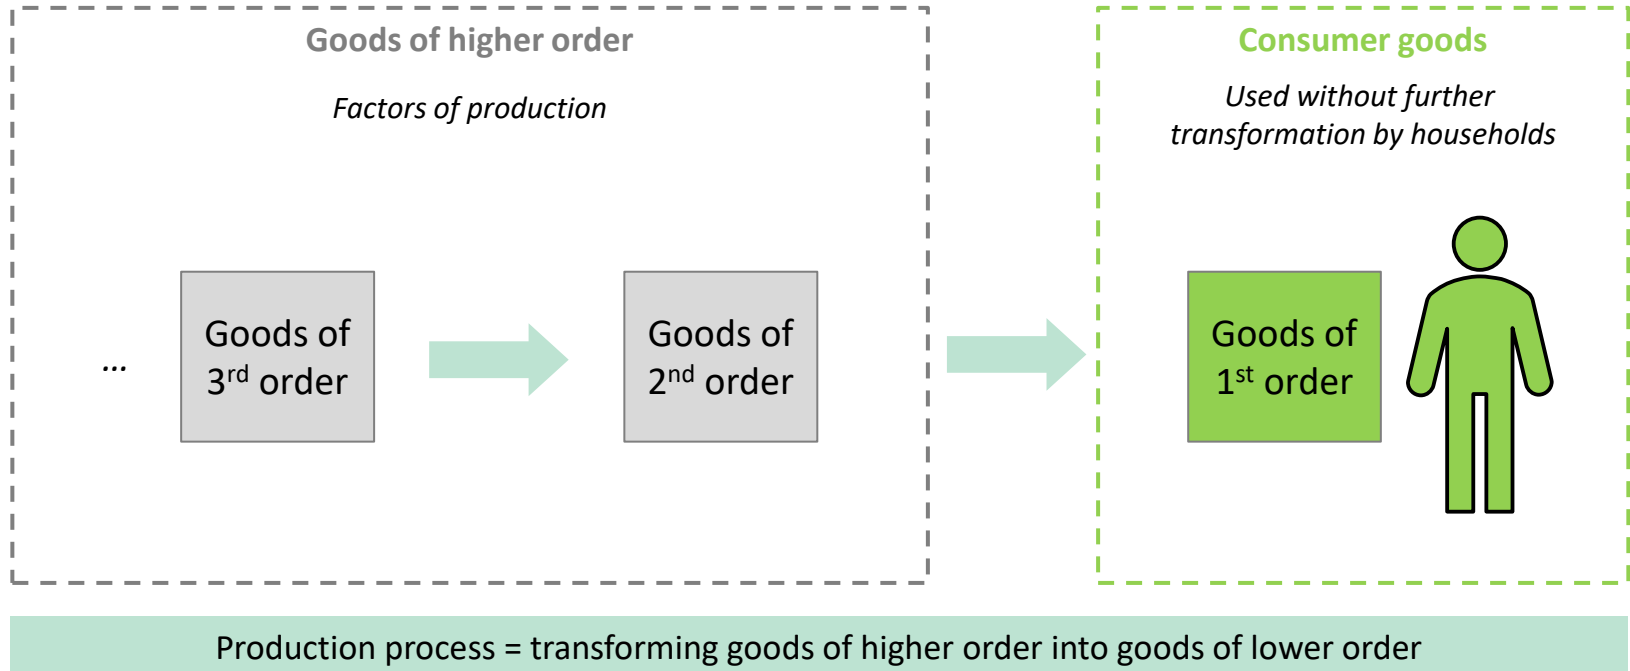 Goods of higher order
Factors of production
...
Goods of
3rd order
Goods of
2nd order
Consumer goods
Used without further
transformation by households
Goods of
1st order
Production process = transforming goods of higher order into goods of lower order